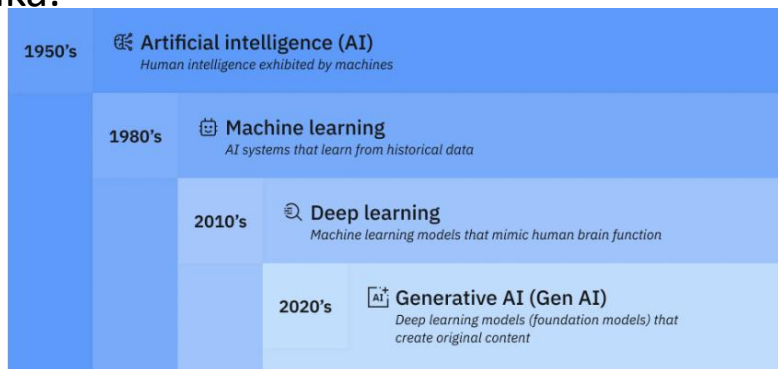 1950's
Artificial intelligence (AI)
Human intelligence exhibited by machines
1980's
Machine learning
AI systems that learn from historical data
2010's
Deep learning
Machine learning models that mimic human brain function
2020's
Generative AI (Gen AI)
Deep learning models (foundation models) that
create original content